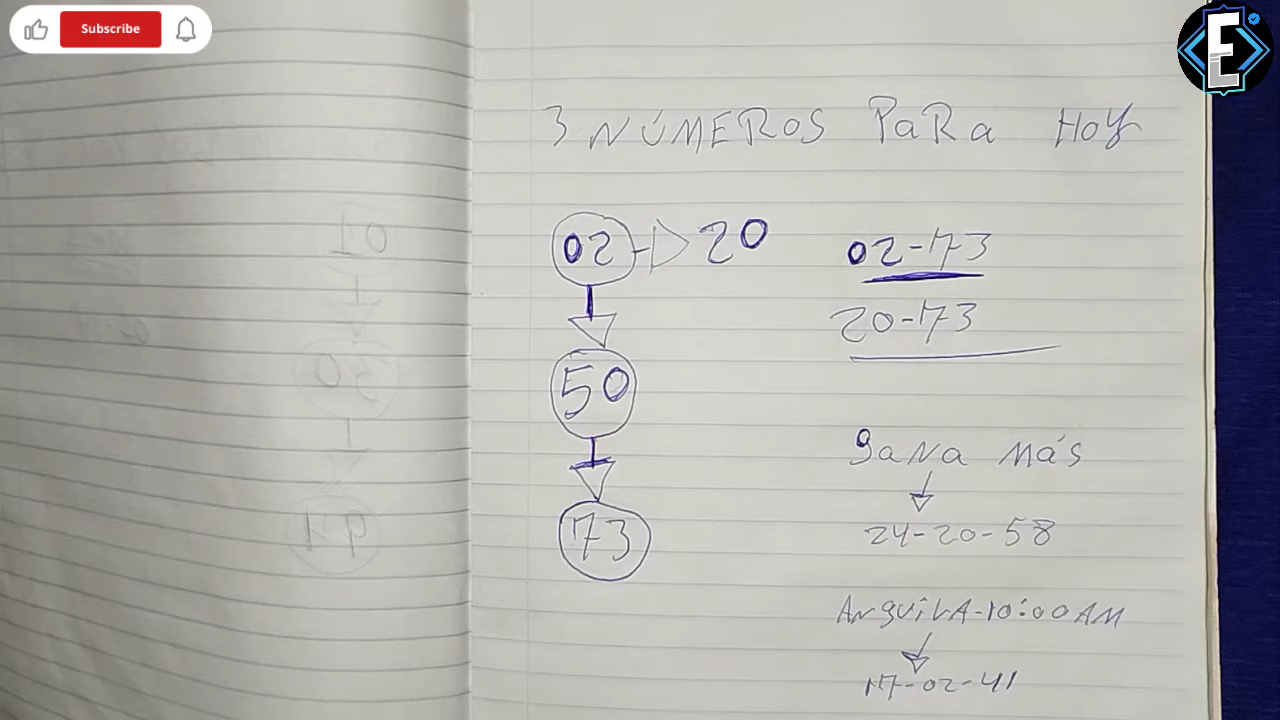 Subscribe
E
3 NÚMEROS PARA HOY
02 → 20
50
73
02-173
20-173
gana más
24-20-58
Anguila-10:00AM
17-02-41